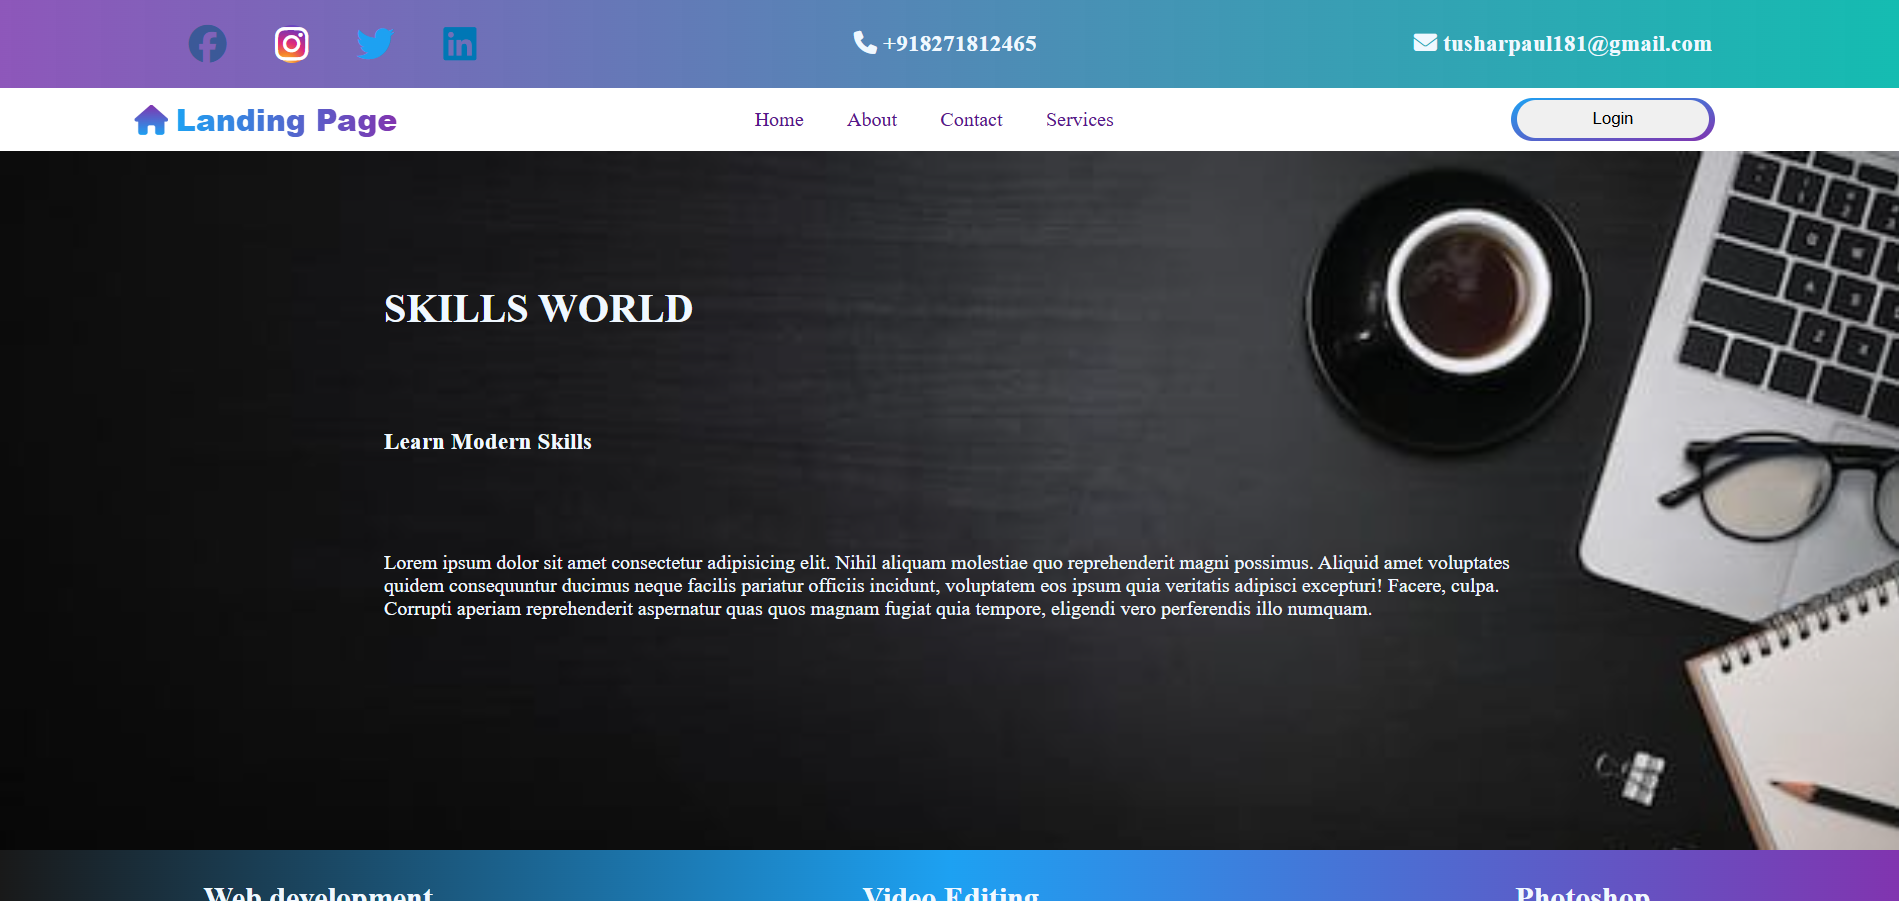 +918271812465
tusharpaul181@gmail.com
Landing Page
Home
About
Contact
Services
Login
SKILLS WORLD
Learn Modern Skills
Lorem ipsum dolor sit amet consectetur adipisicing elit. Nihil aliquam molestiae quo reprehenderit magni possimus. Aliquid amet voluptates
quidem consequuntur ducimus neque facilis pariatur officiis incidunt, voluptatem eos ipsum quia veritatis adipisci excepturi! Facere, culpa.
Corrupti aperiam reprehenderit aspernatur quas quos magnam fugiat quia tempore, eligendi vero perferendis illo numquam.
Web development
Video Editing
Photoshop